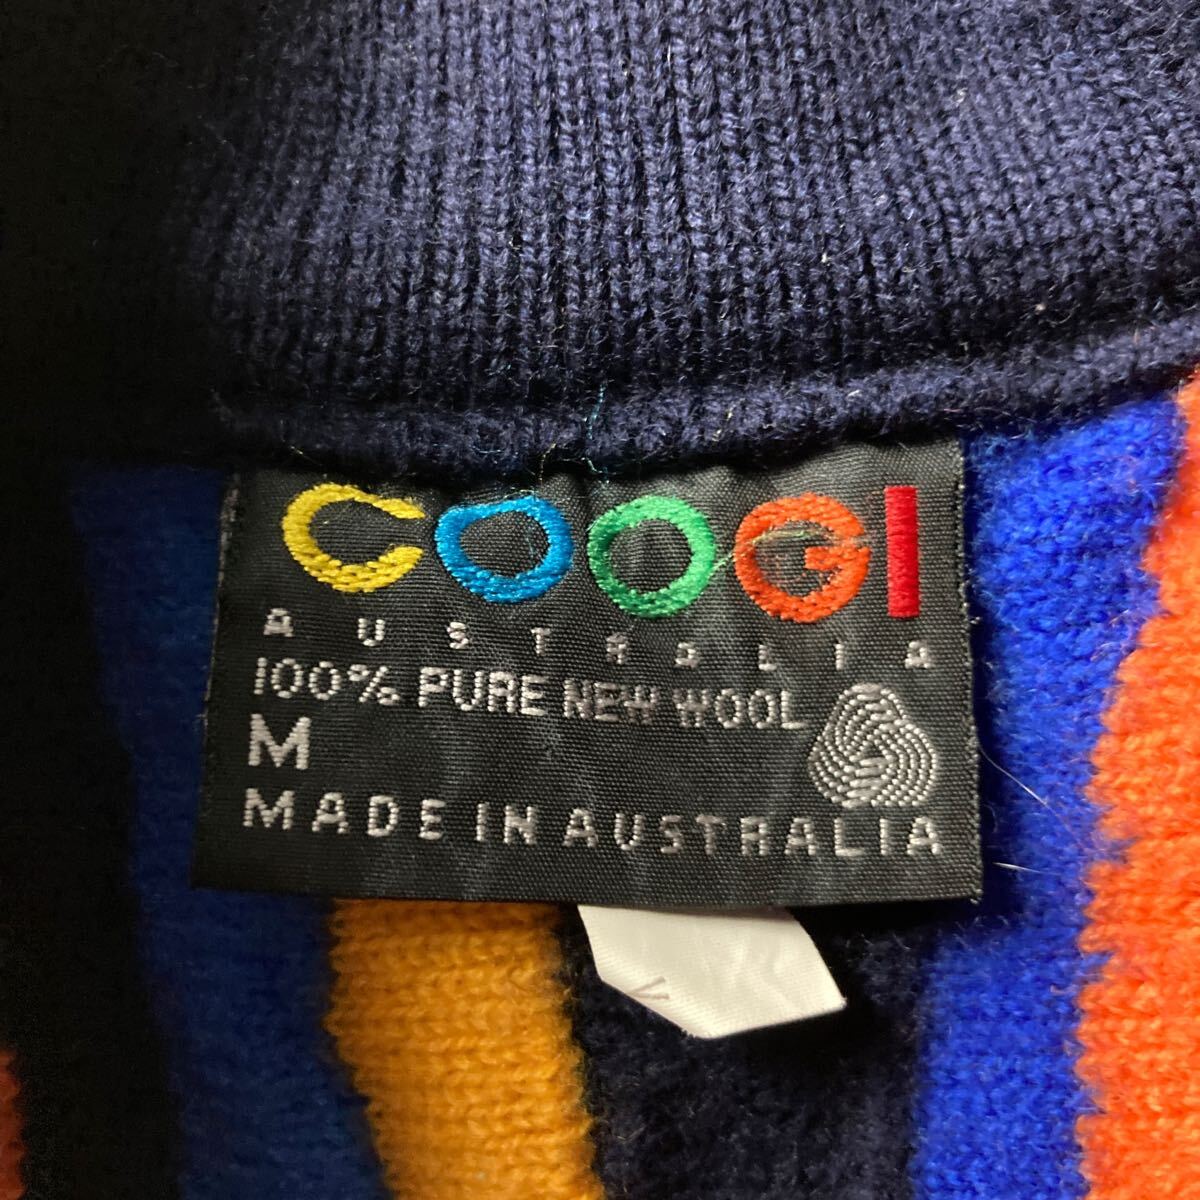 COOGI
AUSTRALIA
100% PURE NEW WOOL
M
MADE IN AUSTRALIA